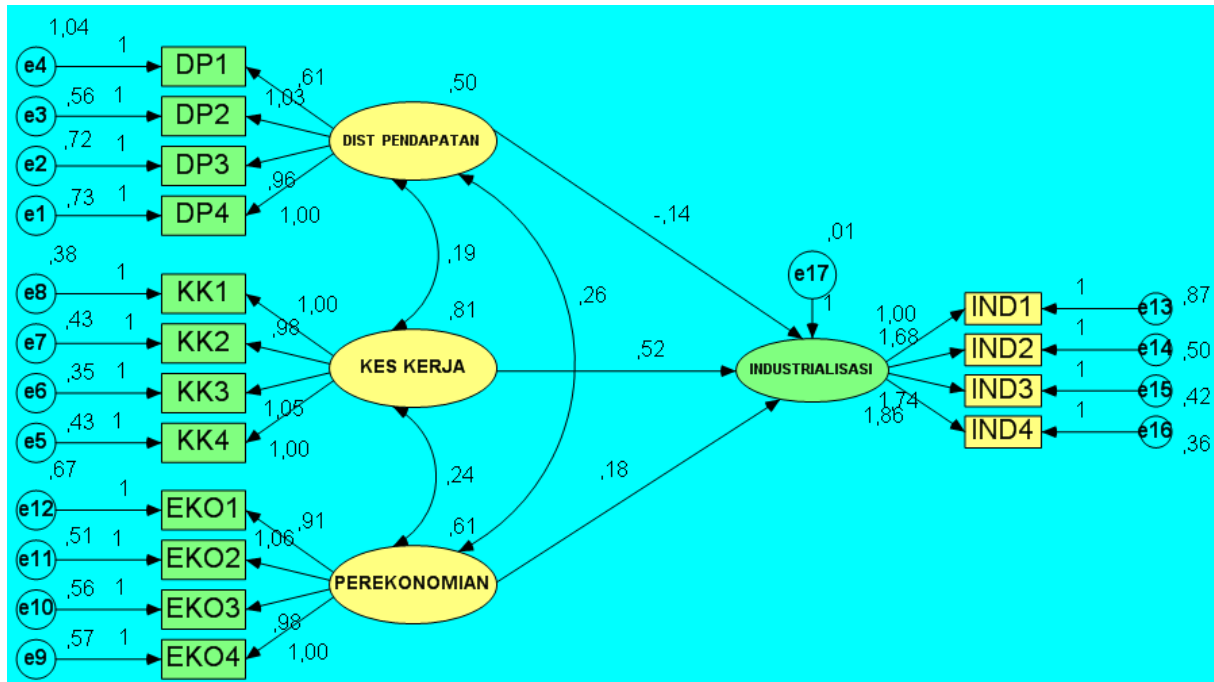 1,04
e4 1 DP1 ,61 ,50
e3 ,56 1 DP2 1,03
e2 ,72 1 DP3 DIST PENDAPATAN
e1 ,73 1 DP4 ,96
1,00
-,14
,01
,38
e8 1 KK1 1,00 ,19 ,81 ,26 e17 1
e7 ,43 1 KK2 ,98
e6 ,35 1 KK3 KES KERJA ,52 INDUSTRIALISASI
e5 ,43 1 KK4 1,05
1,00
1,00 IND1 1 e13 ,87
1,68 IND2 1 e14 ,50
1,74 IND3 1 e15 ,42
1,86 IND4 1 e16 ,36
,67
e12 1 EKO1 ,91 ,24 ,61 ,18
e11 ,51 1 EKO2 1,06
e10 ,56 1 EKO3 PEREKONOMIAN
e9 ,57 1 EKO4 ,98
1,00